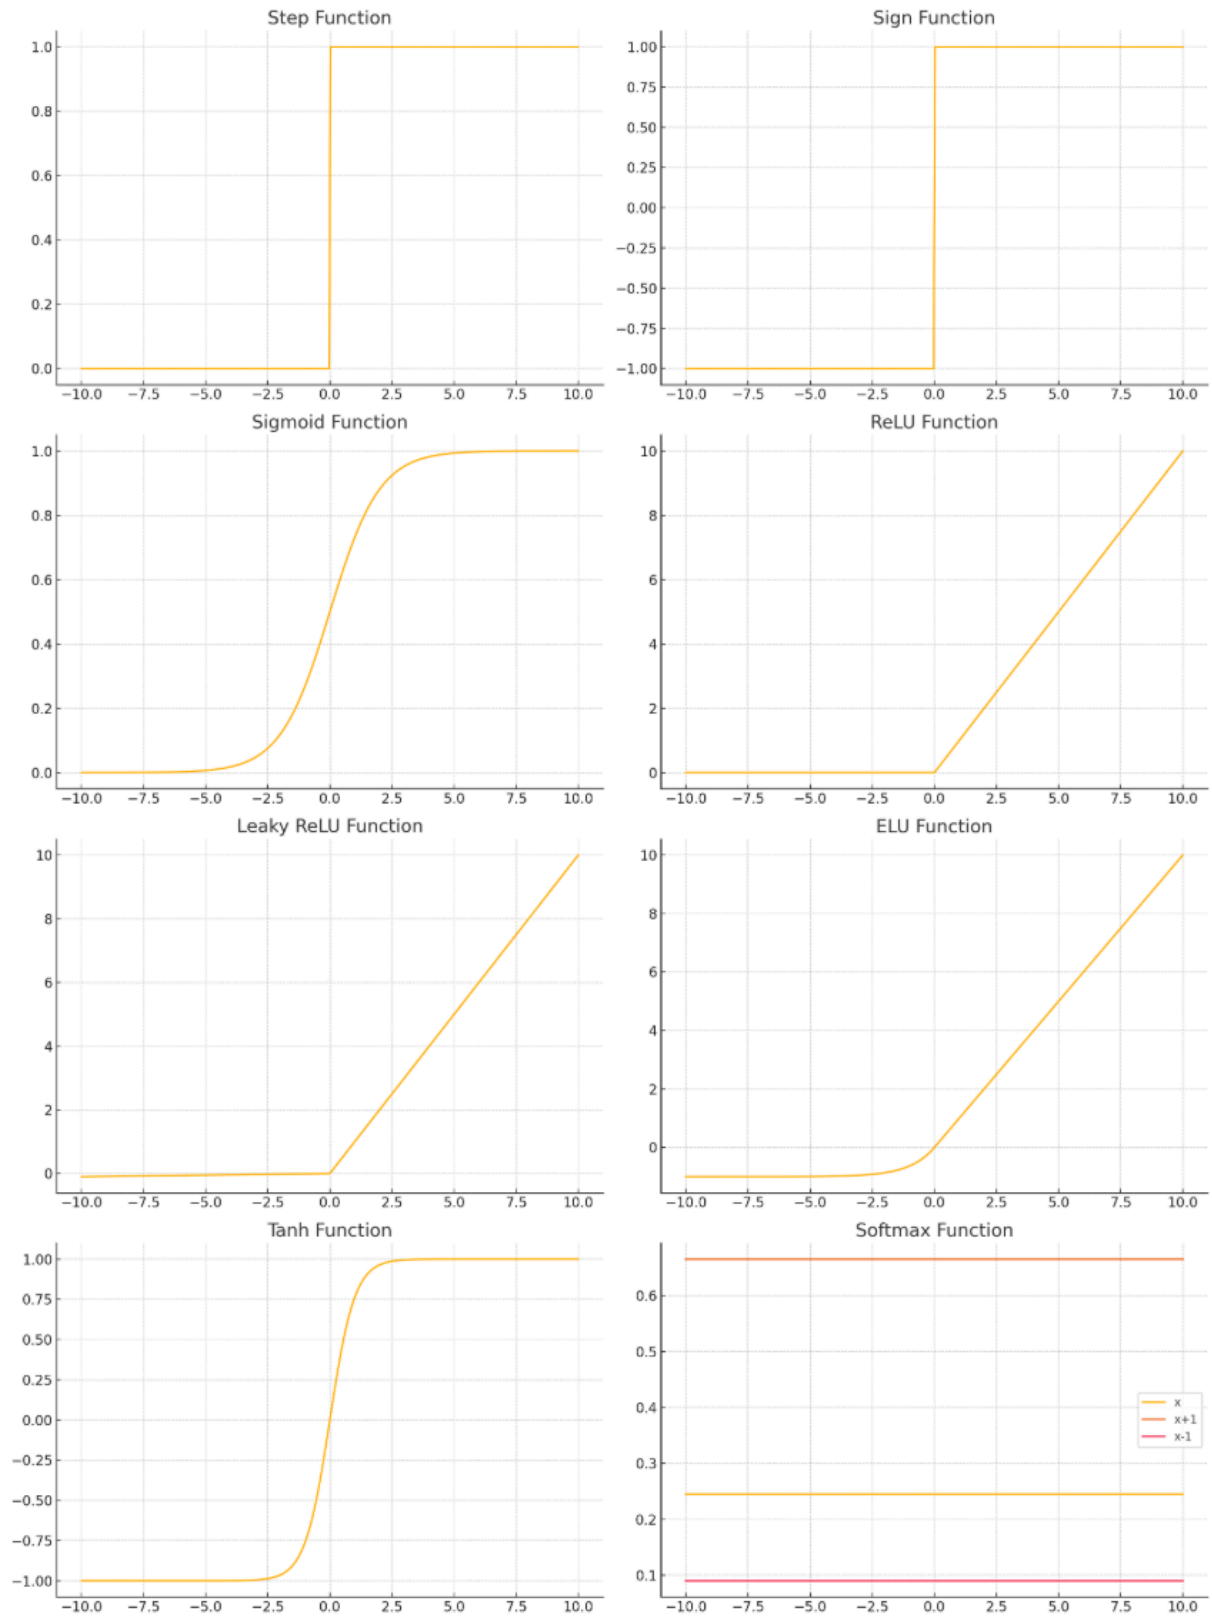 Step Function
1.0
0.8
0.6
0.4
0.2
0.0
−10.0 −7.5 −5.0 −2.5 0.0 2.5 5.0 7.5 10.0
Sign Function
1.00
0.75
0.50
0.25
0.00
−0.25
−0.50
−0.75
−1.00
−10.0 −7.5 −5.0 −2.5 0.0 2.5 5.0 7.5 10.0
Sigmoid Function
1.0
0.8
0.6
0.4
0.2
0.0
−10.0 −7.5 −5.0 −2.5 0.0 2.5 5.0 7.5 10.0
ReLU Function
10
8
6
4
2
0
−10.0 −7.5 −5.0 −2.5 0.0 2.5 5.0 7.5 10.0
Leaky ReLU Function
10
8
6
4
2
0
−10.0 −7.5 −5.0 −2.5 0.0 2.5 5.0 7.5 10.0
ELU Function
10
8
6
4
2
0
−10.0 −7.5 −5.0 −2.5 0.0 2.5 5.0 7.5 10.0
Tanh Function
1.00
0.75
0.50
0.25
0.00
−0.25
−0.50
−0.75
−1.00
−10.0 −7.5 −5.0 −2.5 0.0 2.5 5.0 7.5 10.0
Softmax Function
0.6
0.5
0.4
0.3
0.2
0.1
x
x+1
x-1
−10.0 −7.5 −5.0 −2.5 0.0 2.5 5.0 7.5 10.0